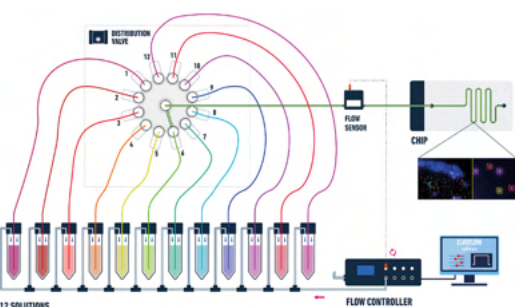 DISTRIBUTION
VALVE
12
11
10
1
9
2
8
3
7
4
5
6
FLOW
SENSOR
CHIP
12 SOLUTIONS
FLOW CONTROLLER